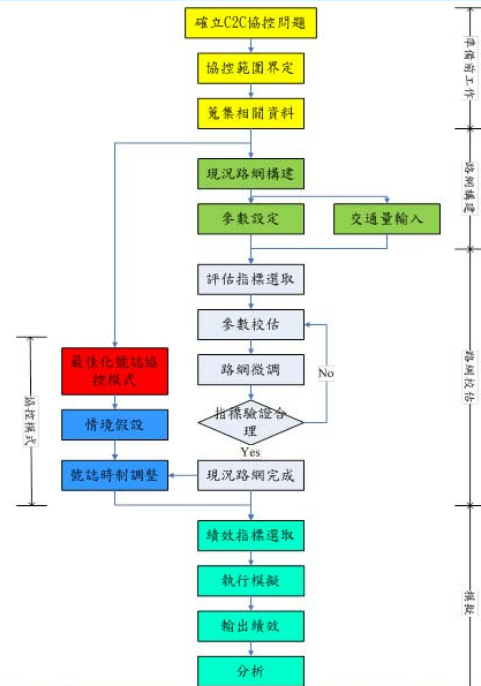 確立C2C協控問題
協控範圍界定
蒐集相關資料
準備前工作
現況路網構建
參數設定
交通量輸入
路網構建
評估指標選取
參數校估
路網微調
No
指標驗證合
理
Yes
現況路網完成
路網校估
最佳化號誌協
控模式
情境假設
號誌時制調整
協控模式
績效指標選取
執行模擬
輸出績效
分析
模擬